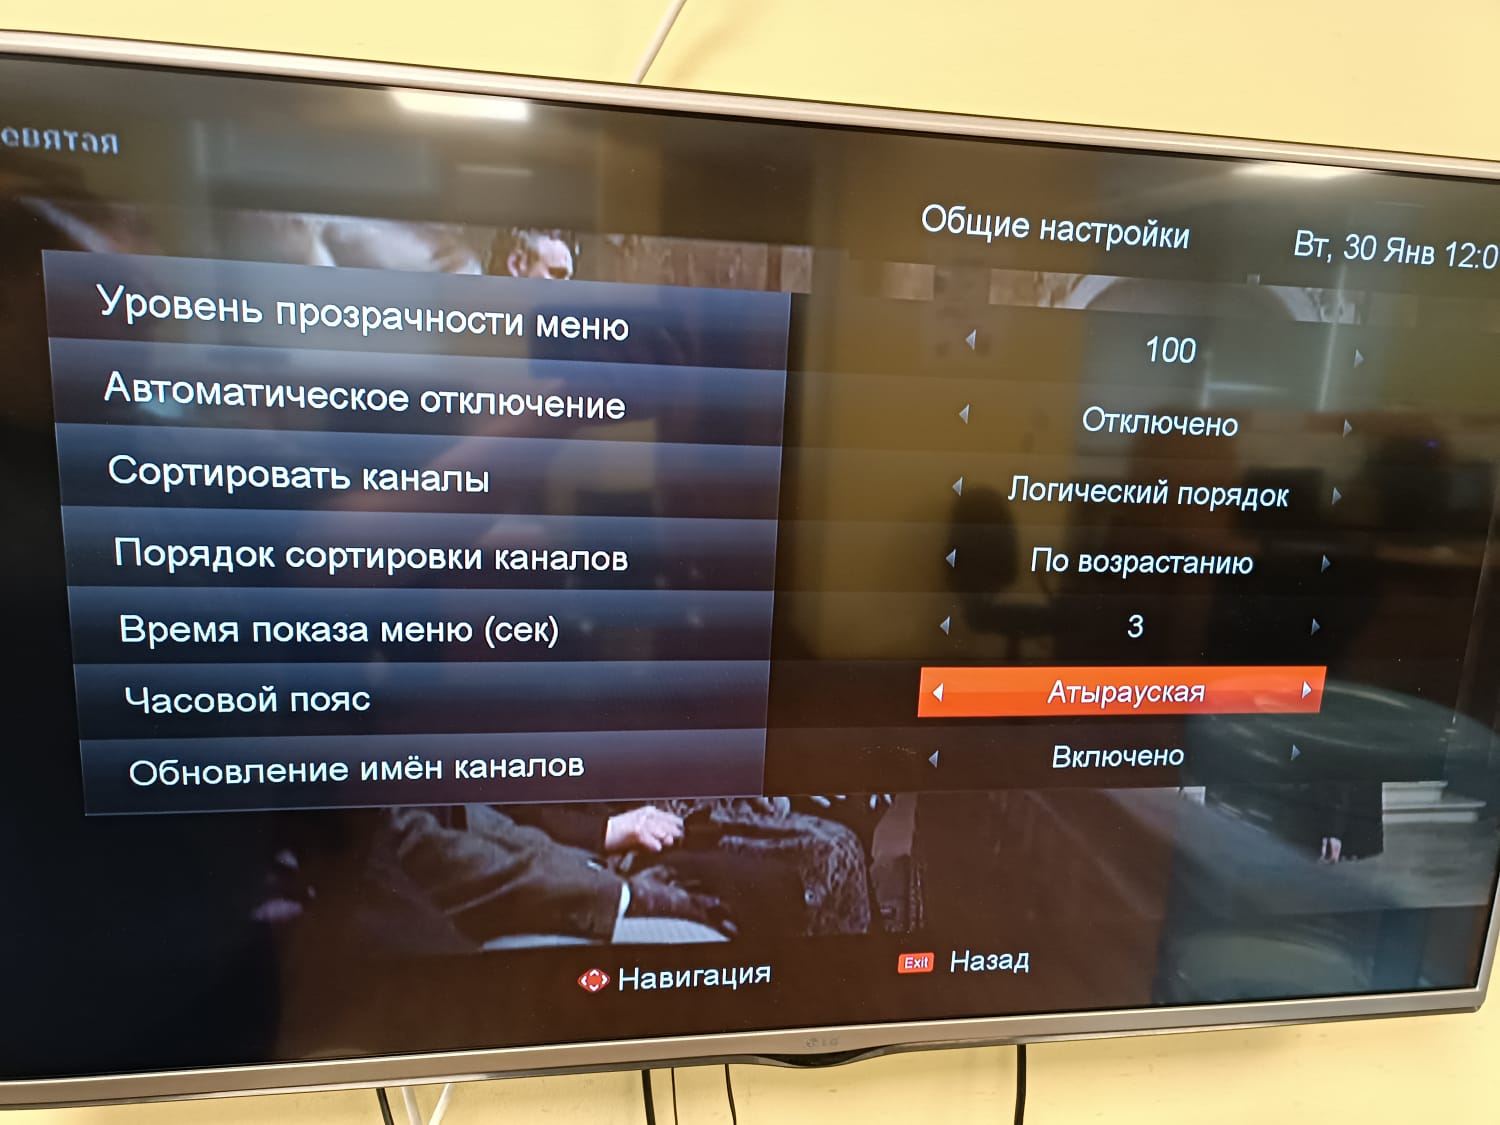 Общие настройки
Вт, 30 Янв 12:0
Уровень прозрачности меню
100
Автоматическое отключение
Отключено
Сортировать каналы
Логический порядок
Порядок сортировки каналов
По возрастанию
Время показа меню (сек)
3
Часовой пояс
Атырауская
Обновление имён каналов
Включено
Навигация
Exit Назад
LG